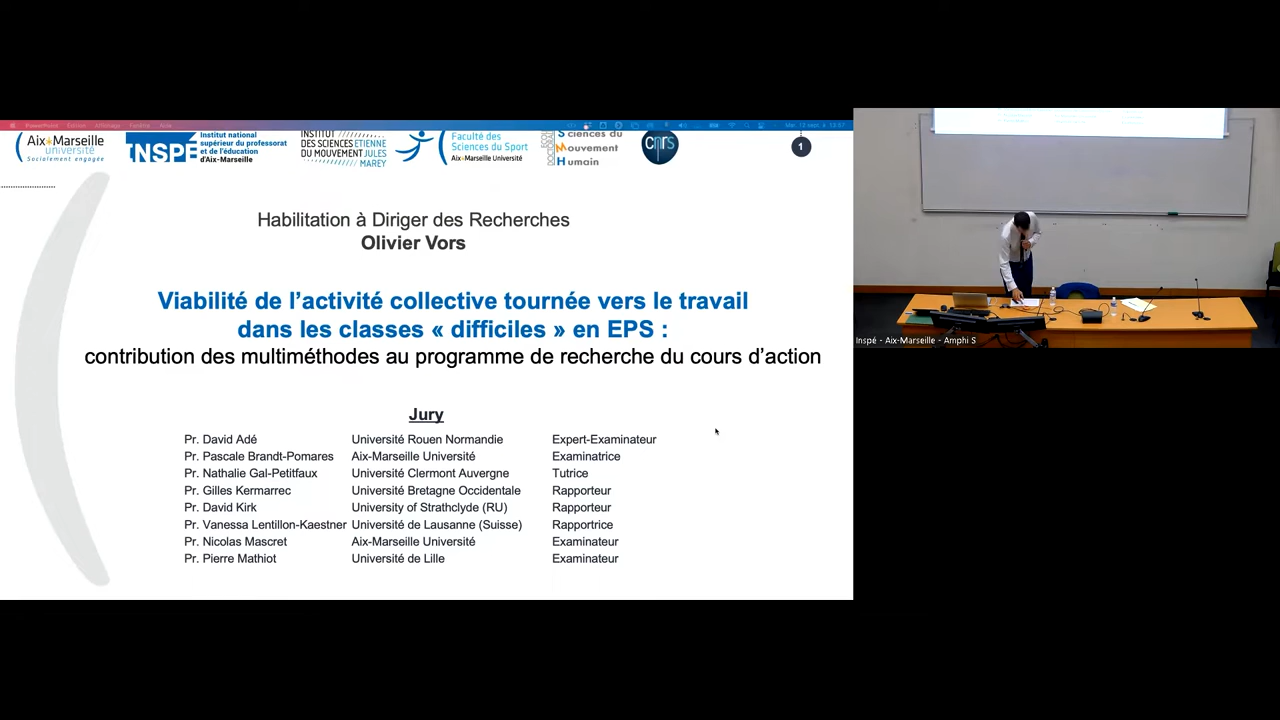 PowerPoint Édition Affichage Fenêtre Aide
Aix✶Marseille
université
Socialement engagée
INSPÉ
Institut national
supérieur du professorat
et de l'éducation
d'Aix-Marseille
INSTITUT
DES SCIENCES ETIENNE
DU MOUVEMENT JULES
MAREY
Faculté des
Sciences du Sport
Aix-Marseille Université
Sciences du
Mouvement
Humain
cnrs
1
Habilitation à Diriger des Recherches
Olivier Vors
Viabilité de l'activité collective tournée vers le travail
dans les classes « difficiles » en EPS :
contribution des multiméthodes au programme de recherche du cours d'action
Jury
Pr. David Adé Université Rouen Normandie Expert-Examinateur
Pr. Pascale Brandt-Pomares Aix-Marseille Université Examinatrice
Pr. Nathalie Gal-Petitfaux Université Clermont Auvergne Tutrice
Pr. Gilles Kermarrec Université Bretagne Occidentale Rapporteur
Pr. David Kirk University of Strathclyde (RU) Rapporteur
Pr. Vanessa Lentillon-Kaestner Université de Lausanne (Suisse) Rapportrice
Pr. Nicolas Mascret Aix-Marseille Université Examinateur
Pr. Pierre Mathiot Université de Lille Examinateur
Inspé - Aix-Marseille - Amphi S